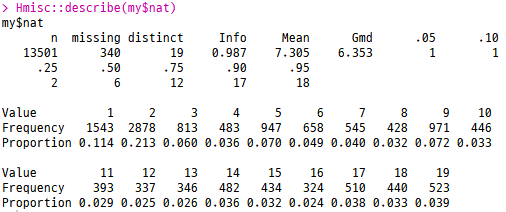 > Hmisc::describe(my$nat)
my$nat
n missing distinct Info Mean Gmd .05 .10
13501 340 19 0.987 7.305 6.353 1 1
.25 .50 .75 .90 .95
2 6 12 17 18
Value 1 2 3 4 5 6 7 8 9 10
Frequency 1543 2878 813 483 947 658 545 428 971 446
Proportion 0.114 0.213 0.060 0.036 0.070 0.049 0.040 0.032 0.072 0.033
Value 11 12 13 14 15 16 17 18 19
Frequency 393 337 346 482 434 324 510 440 523
Proportion 0.029 0.025 0.026 0.036 0.032 0.024 0.038 0.033 0.039